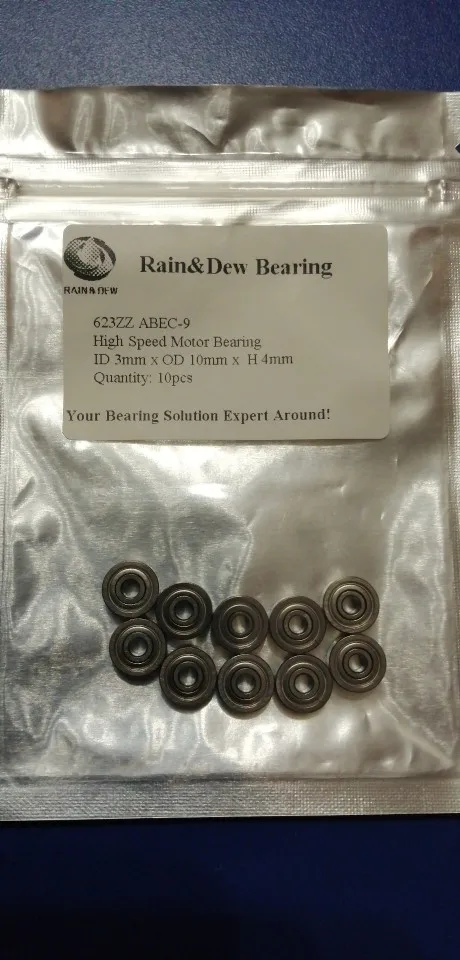 Rain&Dew Bearing
RAIN & DEW
623ZZ ABEC-9
High Speed Motor Bearing
ID 3mm x OD 10mm x H 4mm
Quantity: 10pcs
Your Bearing Solution Expert Around!